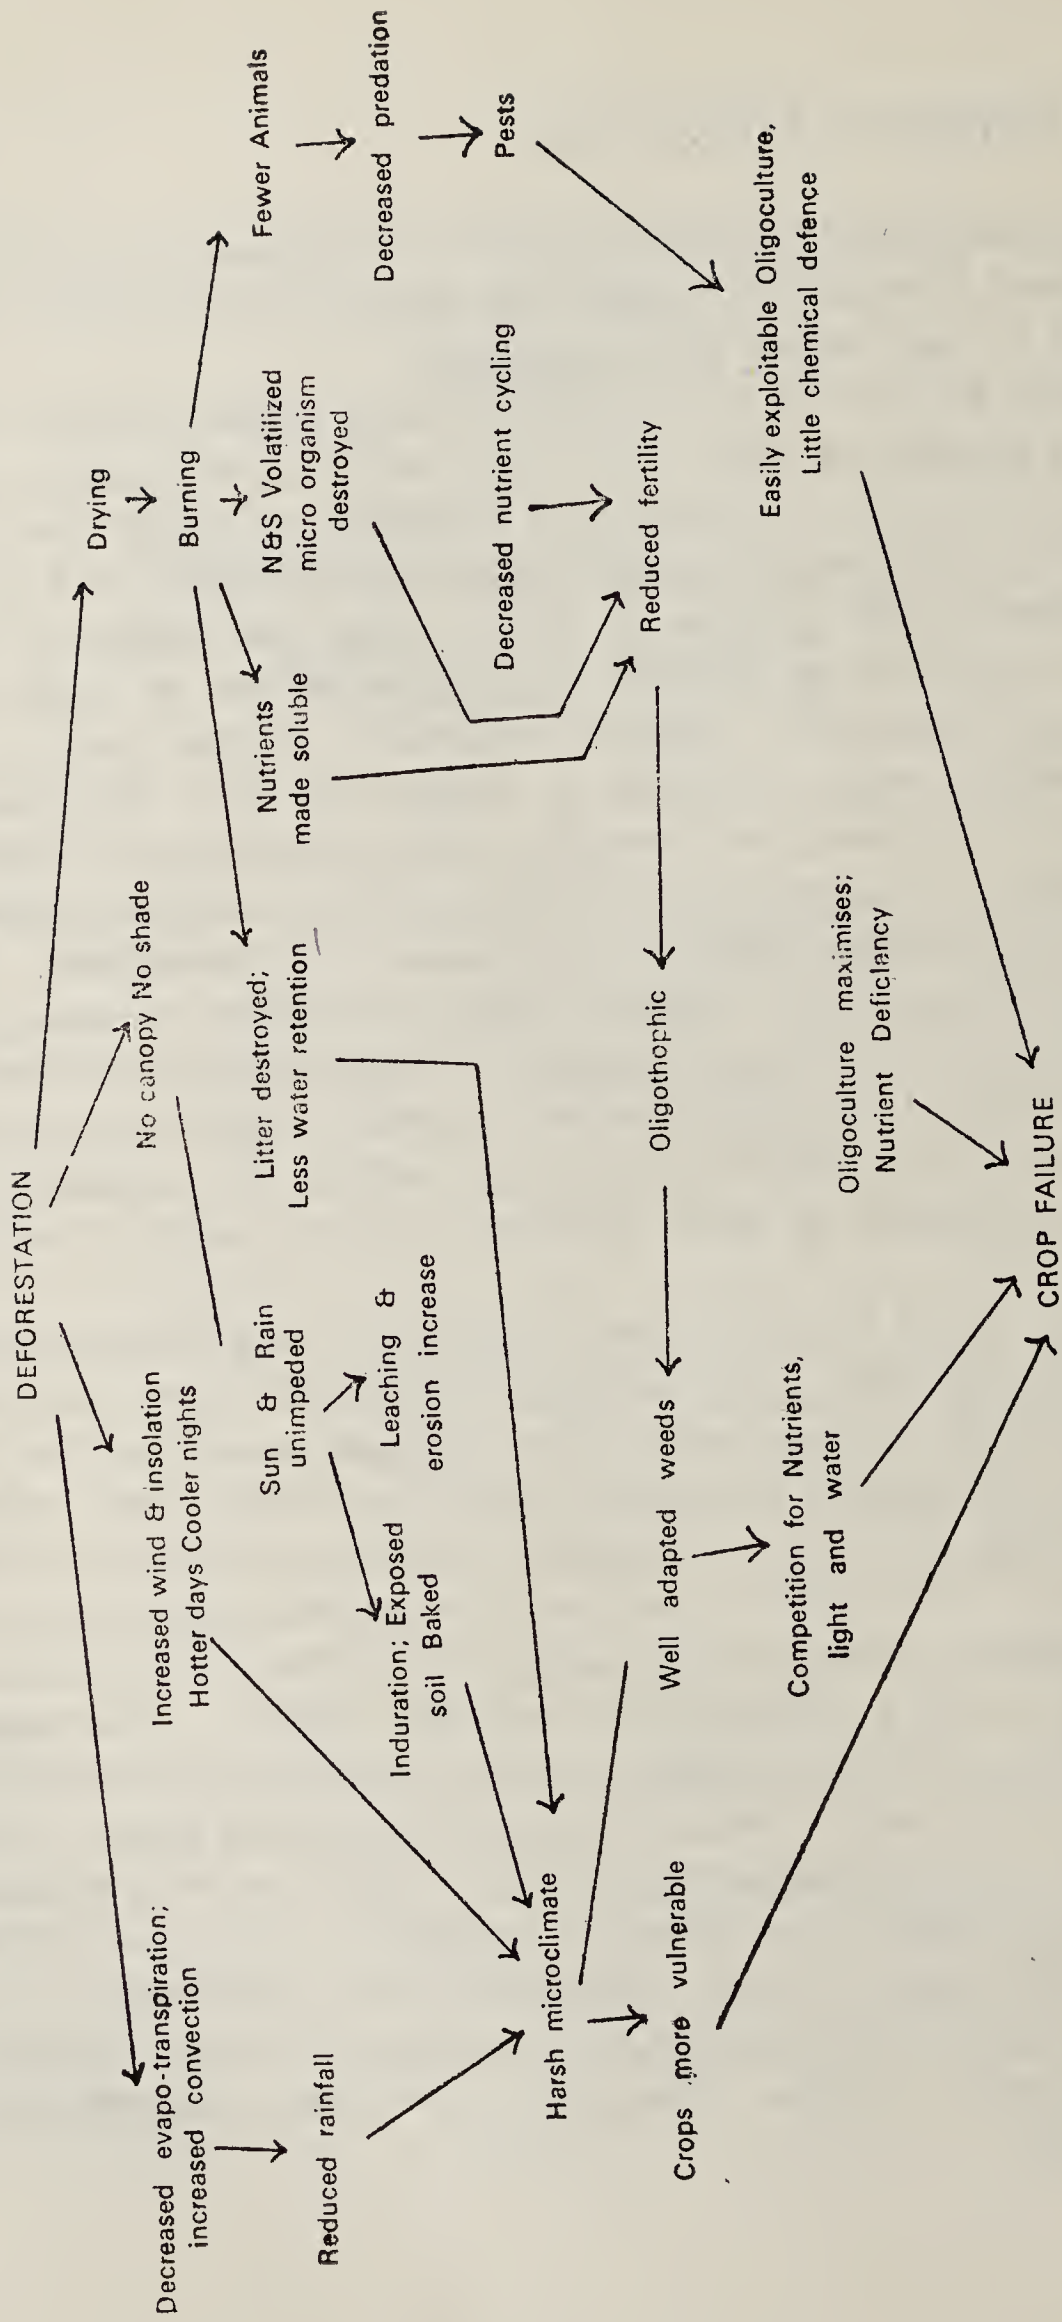 DEFORESTATION
Decreased evapo-transpiration;
increased convection
Increased wind & insolation
Hotter days Cooler nights
No canopy No shade
Drying
Burning
Reduced rainfall
Sun & Rain
unimpeded
Litter destroyed;
Less water retention
Nutrients
made soluble
N&S Volatilized
micro organism
destroyed
Fewer Animals
Induration; Exposed
soil Baked
Leaching &
erosion increase
Decreased predation
Harsh microclimate
Decreased nutrient cycling
Pests
Crops more vulnerable
Well adapted weeds
Oligothophic
Reduced fertility
Competition for Nutrients,
light and water
Oligoculture maximises;
Nutrient Deficiancy
Easily exploitable Oligoculture,
Little chemical defence
CROP FAILURE